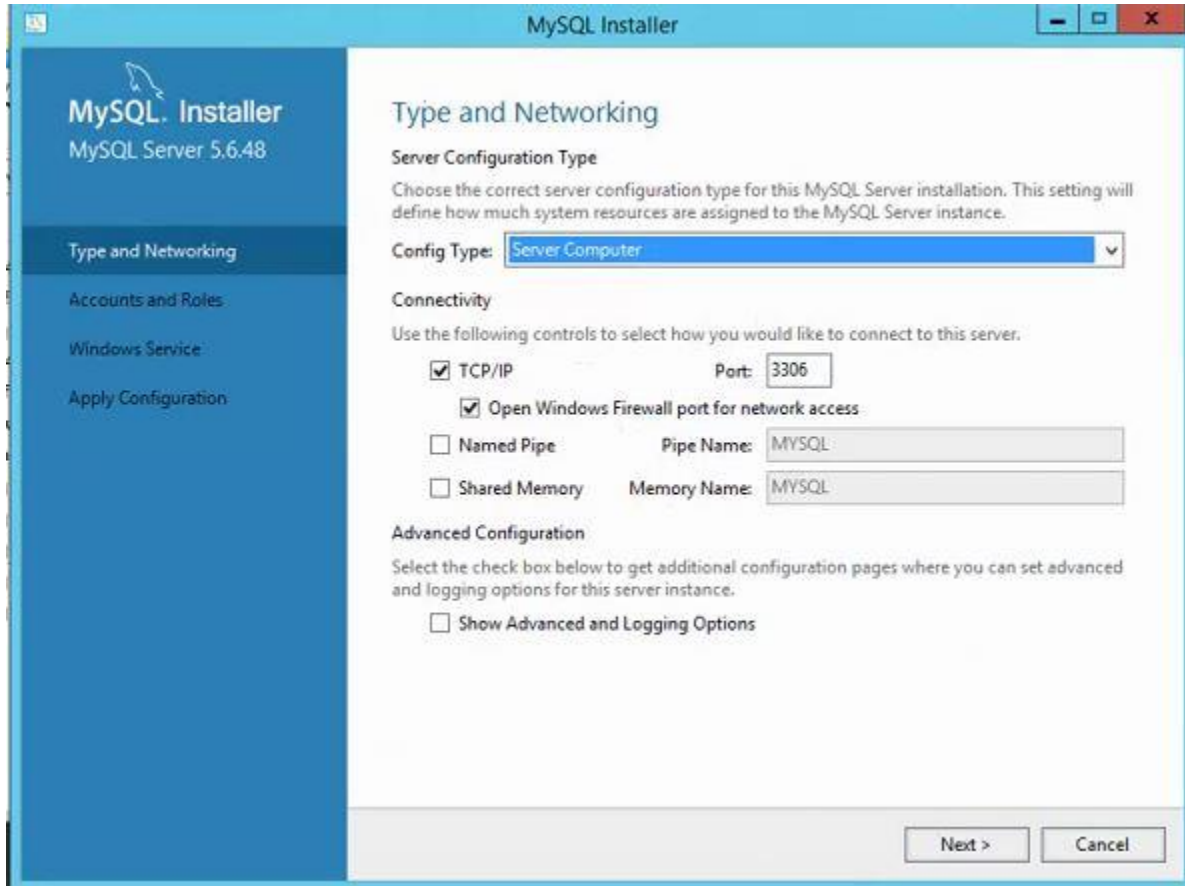 MySQL Installer
MySQL. Installer
MySQL Server 5.6.48
Type and Networking
Accounts and Roles
Windows Service
Apply Configuration
Type and Networking
Server Configuration Type
Choose the correct server configuration type for this MySQL Server installation. This setting will
define how much system resources are assigned to the MySQL Server instance.
Config Type: Server Computer
Connectivity
Use the following controls to select how you would like to connect to this server.
TCP/IP Port: 3306
Open Windows Firewall port for network access
Named Pipe Pipe Name: MYSQL
Shared Memory Memory Name: MYSQL
Advanced Configuration
Select the check box below to get additional configuration pages where you can set advanced
and logging options for this server instance.
Show Advanced and Logging Options
Next > Cancel